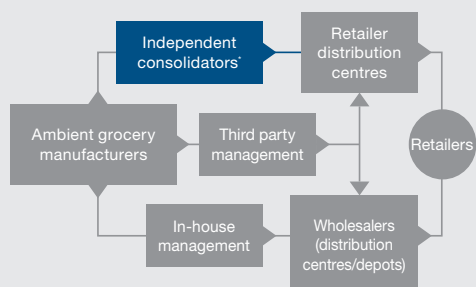 Independent
consolidators*
Retailer
distribution
centres
Ambient grocery
manufacturers
Third party
management
Retailers
In-house
management
Wholesalers
(distribution
centres/depots)